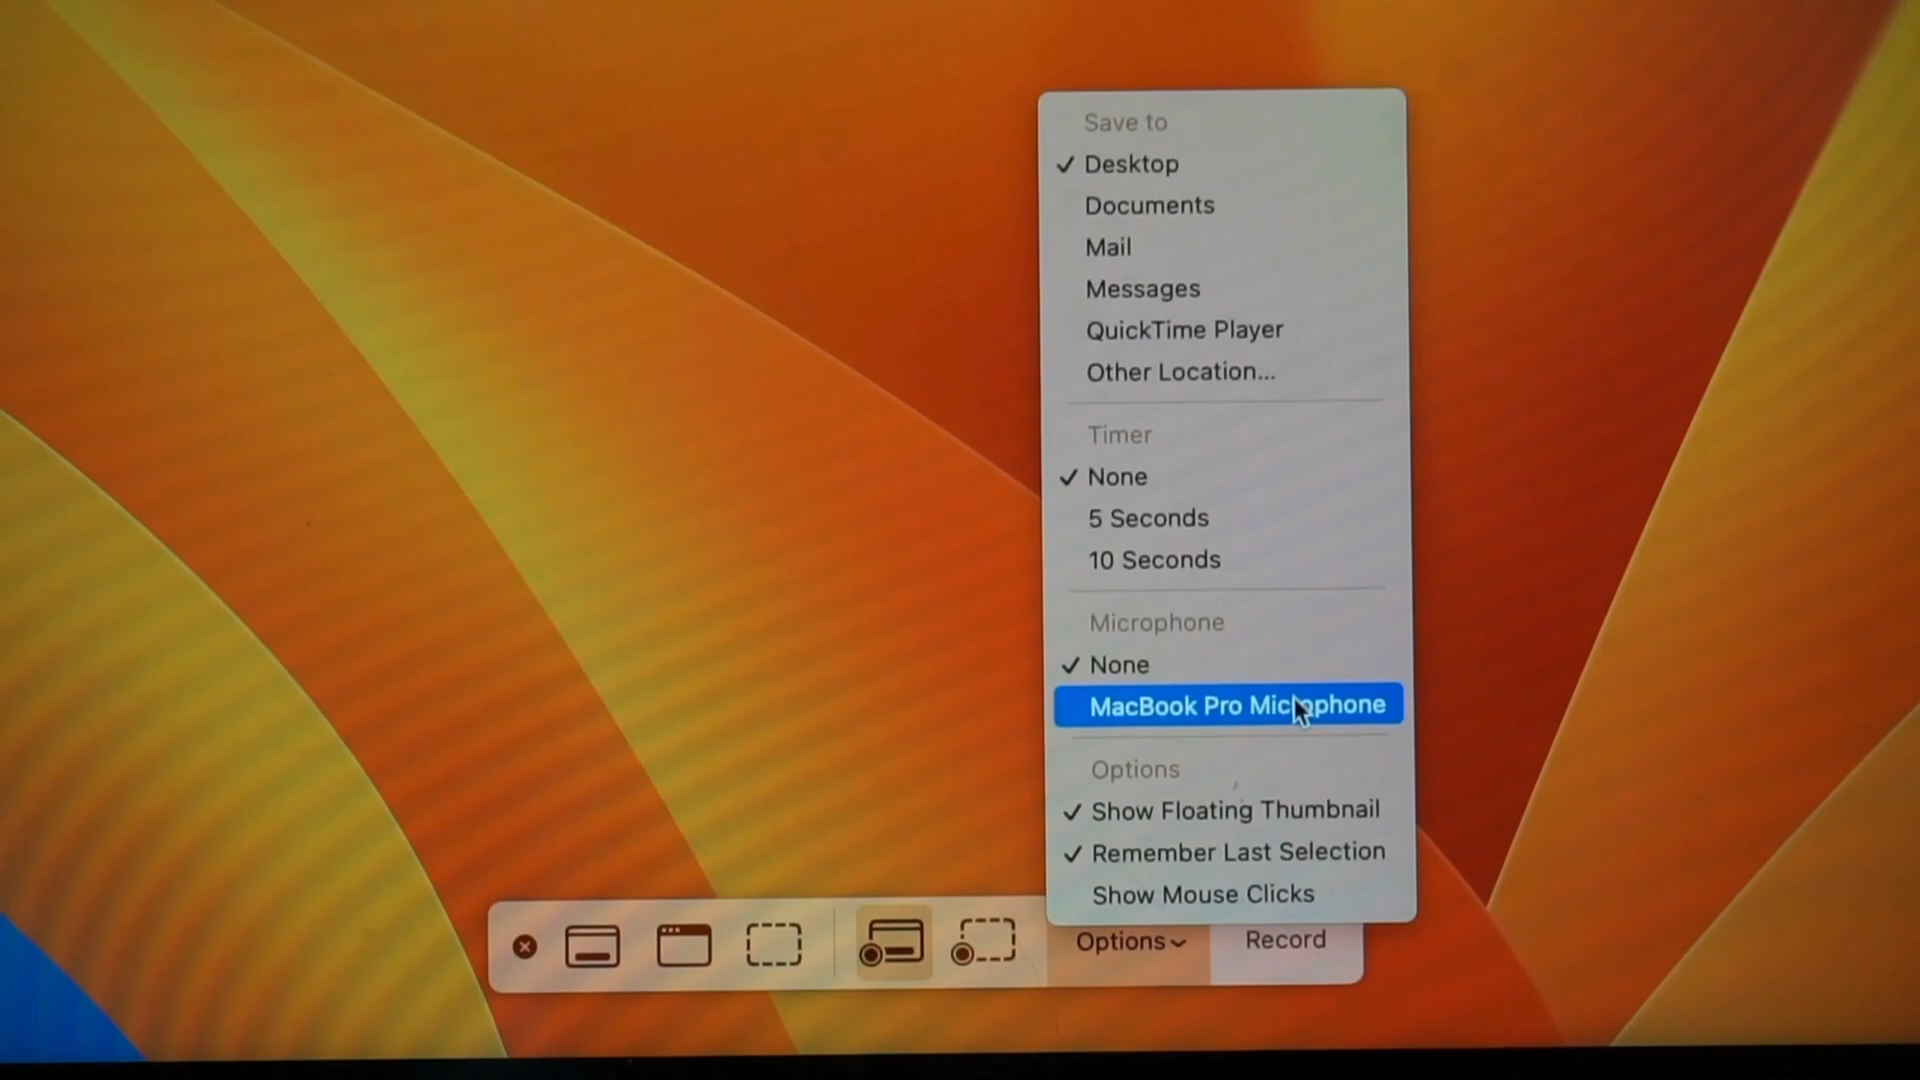 Save to
✓ Desktop
Documents
Mail
Messages
QuickTime Player
Other Location...
Timer
✓ None
5 Seconds
10 Seconds
Microphone
✓ None
MacBook Pro Microphone
Options
✓ Show Floating Thumbnail
✓ Remember Last Selection
Show Mouse Clicks
Options
Record